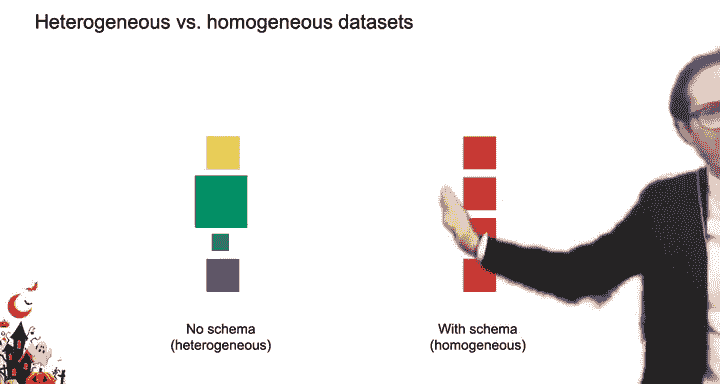 Heterogeneous vs. homogeneous datasets
No schema
(heterogeneous)
With schema
(homogeneous)